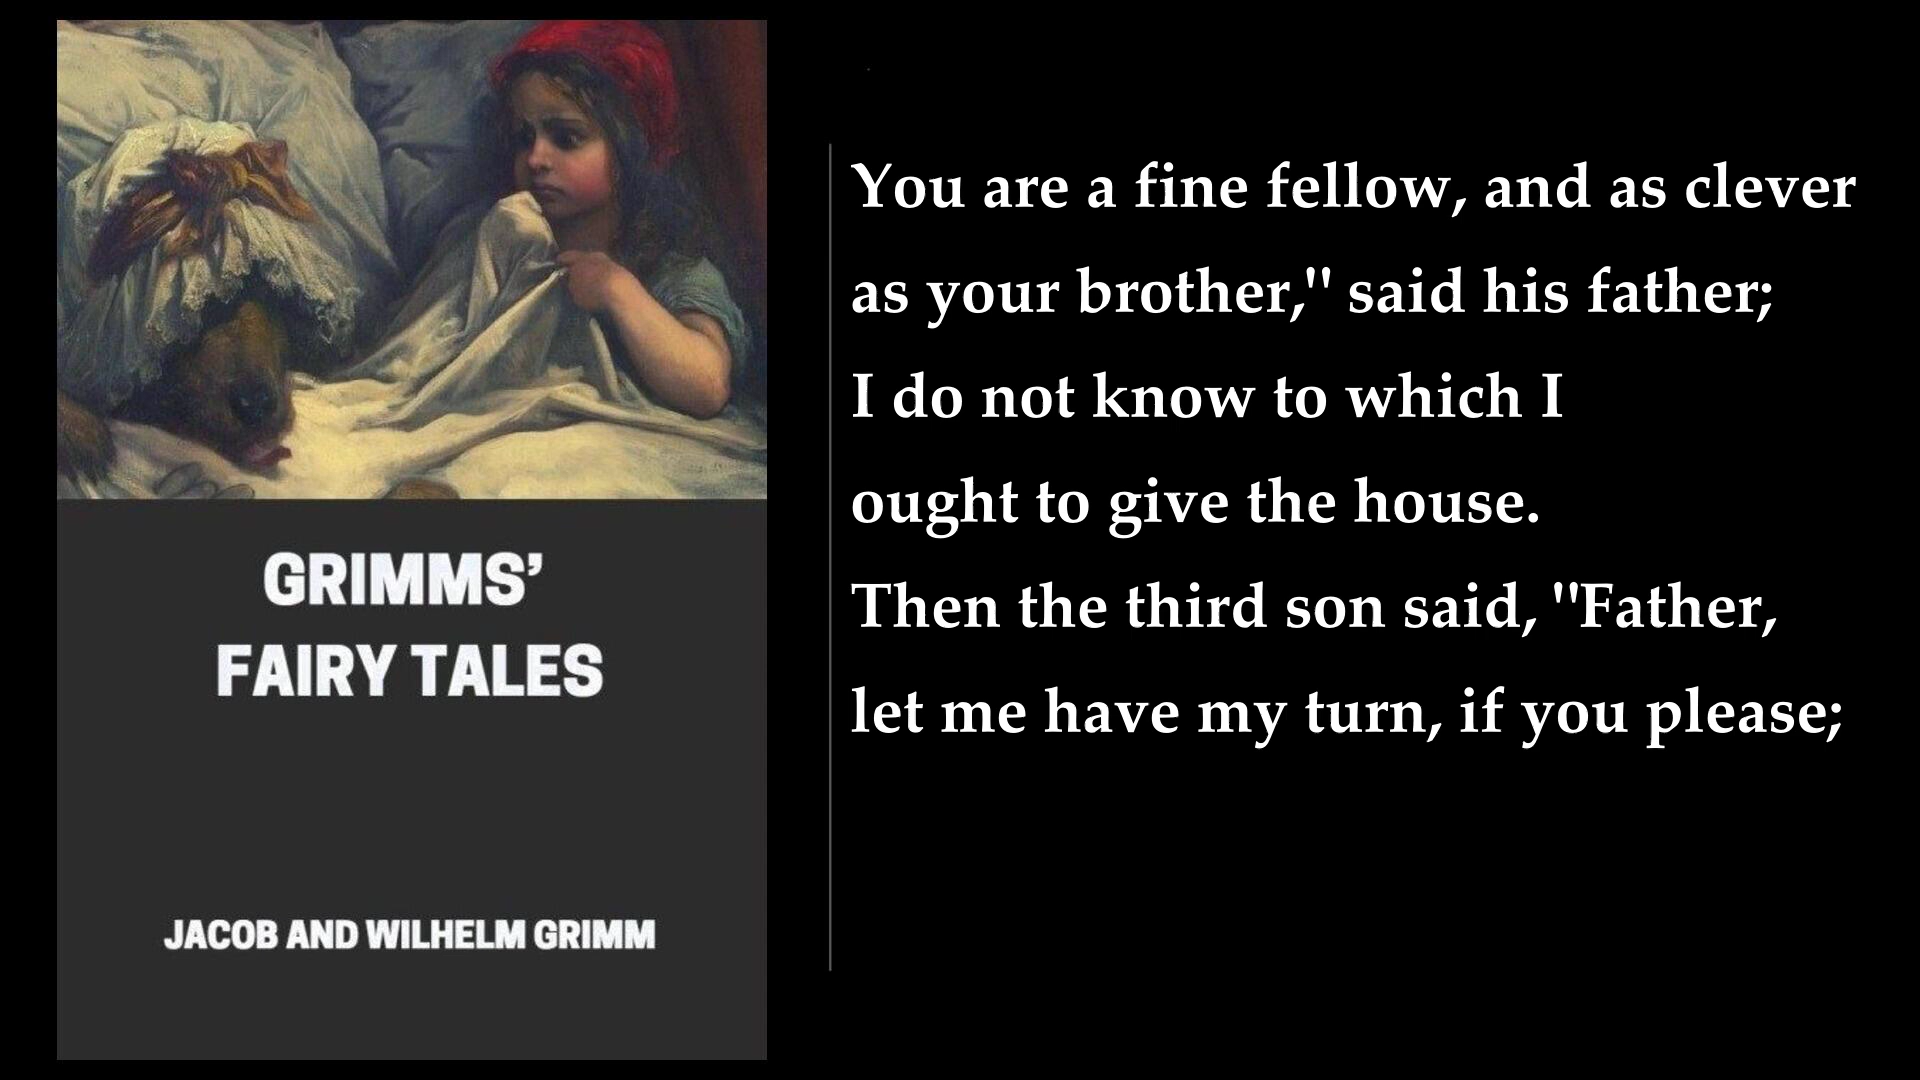 GRIMMS’
FAIRY TALES
JACOB AND WILHELM GRIMM
You are a fine fellow, and as clever
as your brother," said his father;
I do not know to which I
ought to give the house.
Then the third son said, "Father,
let me have my turn, if you please;